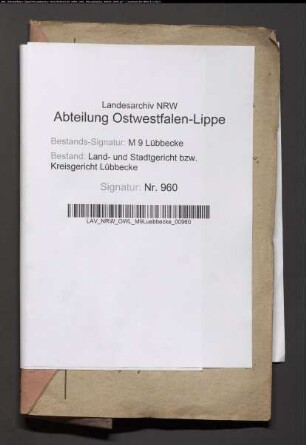 Landesarchiv NRW
Abteilung Ostwestfalen-Lippe
Bestands-Signatur: M 9 Lübbecke
Bestand: Land- und Stadtgericht bzw.
Kreisgericht Lübbecke
Signatur: Nr. 960
LAV_NRW_OWL_M9Luebbecke_00960